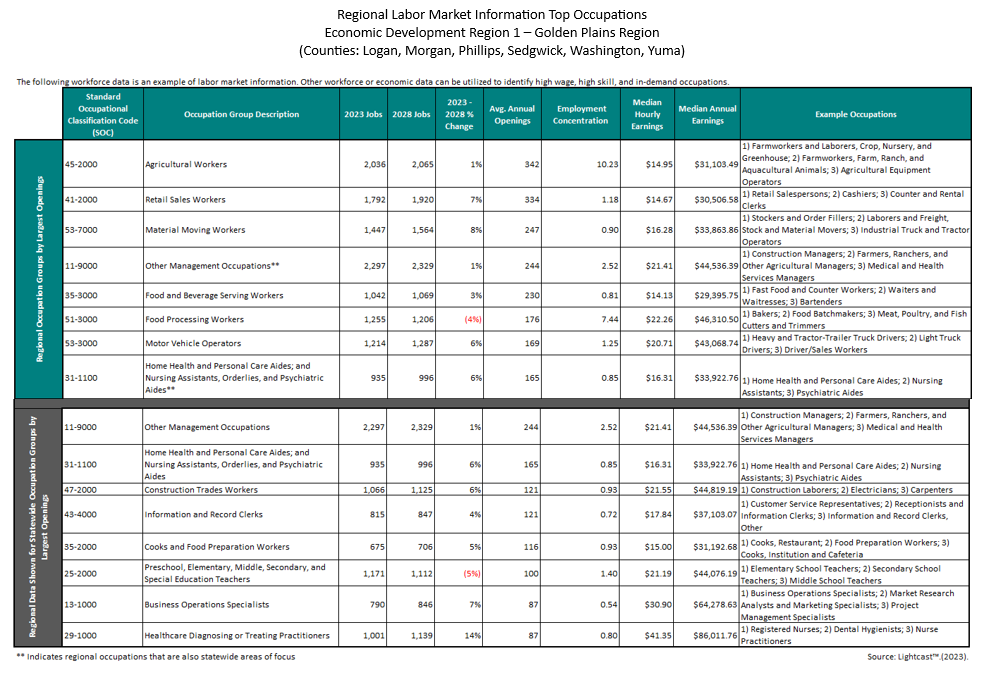 Regional Labor Market Information Top Occupations
Economic Development Region 1 – Golden Plains Region
(Counties: Logan, Morgan, Phillips, Sedgwick, Washington, Yuma)
The following workforce data is an example of labor market information. Other workforce or economic data can be utilized to identify high wage, high skill, and in-demand occupations.
Standard
Occupational
Classification Code
(SOC)
Occupation Group Description
2023 Jobs
2028 Jobs
2023 -
2028 %
Change
Avg. Annual
Openings
Employment
Concentration
Median
Hourly
Earnings
Median Annual
Earnings
Example Occupations
Regional Occupation Groups by Largest Openings
45-2000 Agricultural Workers 2,036 2,065 1% 342 10.23 $14.95 $31,103.49
1) Farmworkers and Laborers, Crop, Nursery, and
Greenhouse; 2) Farmworkers, Farm, Ranch, and
Aquacultural Animals; 3) Agricultural Equipment
Operators
41-2000 Retail Sales Workers 1,792 1,920 7% 334 1.18 $14.67 $30,506.58
1) Retail Salespersons; 2) Cashiers; 3) Counter and Rental
Clerks
53-7000 Material Moving Workers 1,447 1,564 8% 247 0.90 $16.28 $33,863.86
1) Stockers and Order Fillers; 2) Laborers and Freight,
Stock and Material Movers; 3) Industrial Truck and Tractor
Operators
11-9000 Other Management Occupations** 2,297 2,329 1% 244 2.52 $21.41 $44,536.39
1) Construction Managers; 2) Farmers, Ranchers, and
Other Agricultural Managers; 3) Medical and Health
Services Managers
35-3000 Food and Beverage Serving Workers 1,042 1,069 3% 230 0.81 $14.13 $29,395.75
1) Fast Food and Counter Workers; 2) Waiters and
Waitresses; 3) Bartenders
51-3000 Food Processing Workers 1,255 1,206 (4%) 176 7.44 $22.26 $46,310.50
1) Bakers; 2) Food Batchmakers; 3) Meat, Poultry, and Fish
Cutters and Trimmers
53-3000 Motor Vehicle Operators 1,214 1,287 6% 169 1.25 $20.71 $43,068.74
1) Heavy and Tractor-Trailer Truck Drivers; 2) Light Truck
Drivers; 3) Driver/Sales Workers
Home Health and Personal Care Aides; and
Nursing Assistants, Orderlies, and Psychiatric
Aides**
31-1100 935 996 6% 165 0.85 $16.31 $33,922.76
1) Home Health and Personal Care Aides; 2) Nursing
Assistants; 3) Psychiatric Aides
Regional Data Shown for Statewide Occupation Groups by
Largest Openings
11-9000 Other Management Occupations 2,297 2,329 1% 244 2.52 $21.41 $44,536.39
1) Construction Managers; 2) Farmers, Ranchers, and
Other Agricultural Managers; 3) Medical and Health
Services Managers
Home Health and Personal Care Aides; and
Nursing Assistants, Orderlies, and Psychiatric
Aides
31-1100 935 996 6% 165 0.85 $16.31 $33,922.76
1) Home Health and Personal Care Aides; 2) Nursing
Assistants; 3) Psychiatric Aides
47-2000 Construction Trades Workers 1,066 1,125 6% 121 0.93 $21.55 $44,819.19 1) Construction Laborers; 2) Electricians; 3) Carpenters
43-4000 Information and Record Clerks 815 847 4% 121 0.72 $17.84 $37,103.07
1) Customer Service Representatives; 2) Receptionists and
Information Clerks; 3) Information and Record Clerks,
Other
35-2000 Cooks and Food Preparation Workers 675 706 5% 116 0.93 $15.00 $31,192.68
1) Cooks, Restaurant; 2) Food Preparation Workers; 3)
Cooks, Institution and Cafeteria
Preschool, Elementary, Middle, Secondary, and
Special Education Teachers
25-2000 1,171 1,112 (5%) 100 1.40 $21.19 $44,076.19
1) Elementary School Teachers; 2) Secondary School
Teachers; 3) Middle School Teachers
13-1000 Business Operations Specialists 790 846 7% 87 0.54 $30.90 $64,278.63
1) Business Operations Specialists; 2) Market Research
Analysts and Marketing Specialists; 3) Project
Management Specialists
29-1000 Healthcare Diagnosing or Treating Practitioners 1,001 1,139 14% 87 0.80 $41.35 $86,011.76
1) Registered Nurses; 2) Dental Hygienists; 3) Nurse
Practitioners
** Indicates regional occupations that are also statewide areas of focus
Source: Lightcast™.(2023).